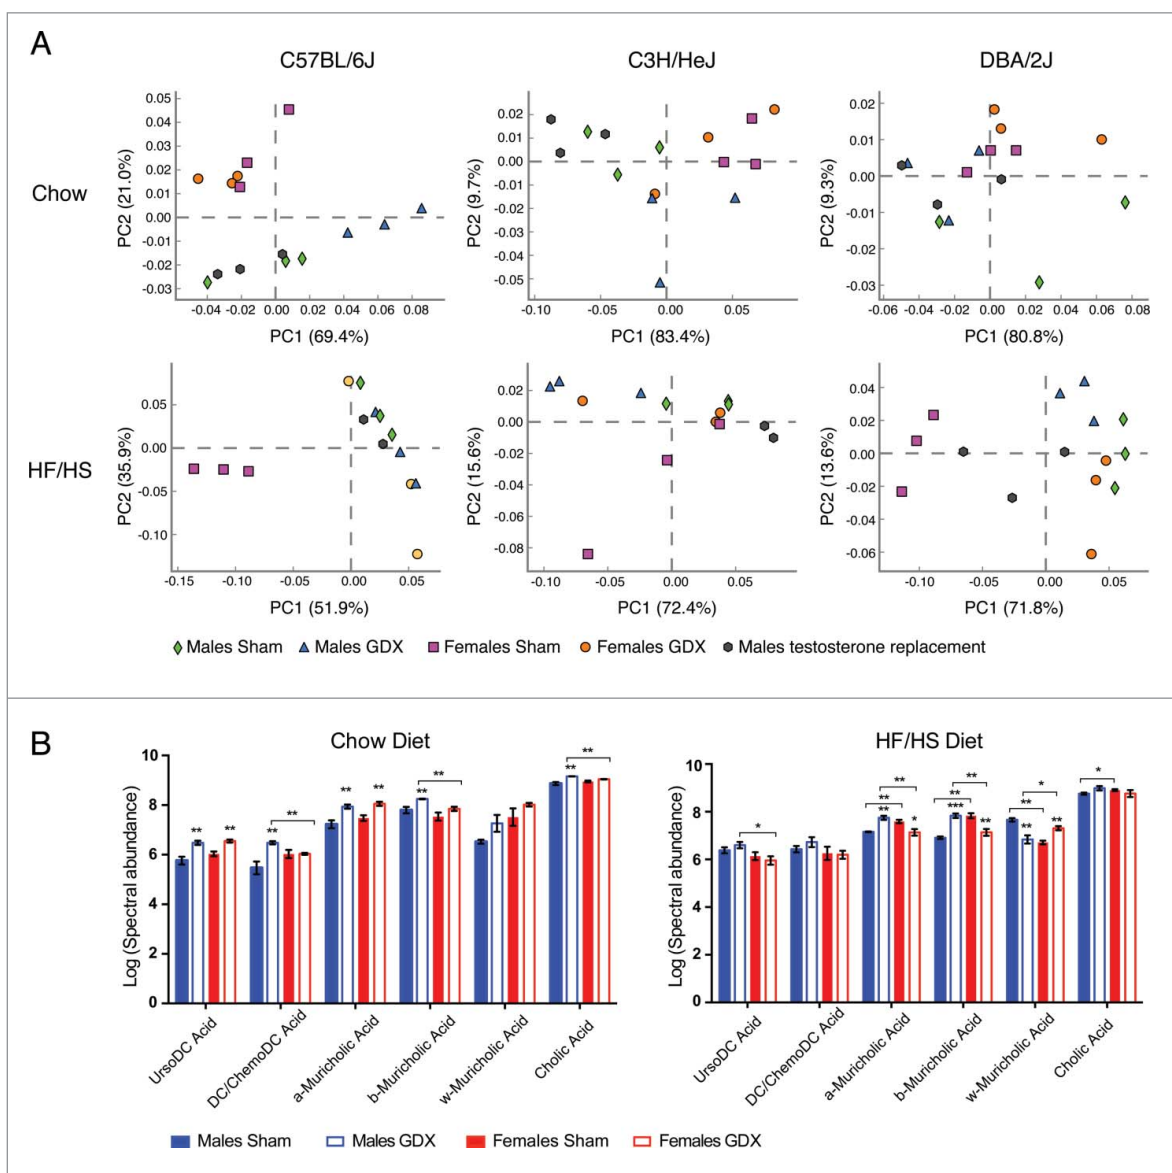 A
C57BL/6J
C3H/HeJ
DBA/2J
Chow
PC2 (21.0%)
0.05
0.04
0.03
0.02
0.01
0.00
-0.01
-0.02
-0.03
-0.04 -0.02 0.00 0.02 0.04 0.06 0.08
PC1 (69.4%)
PC2 (9.7%)
0.02
0.01
0.00
-0.01
-0.02
-0.03
-0.04
-0.05
-0.10 -0.05 0.00 0.05
PC1 (83.4%)
PC2 (9.3%)
0.02
0.01
0.00
-0.01
-0.02
-0.03
-0.06 -0.04 -0.02 0.00 0.02 0.04 0.06 0.08
PC1 (80.8%)
HF/HS
PC2 (35.9%)
0.05
0.00
-0.05
-0.10
-0.15 -0.10 -0.05 0.00 0.05
PC1 (51.9%)
PC2 (15.6%)
0.02
0.00
-0.02
-0.04
-0.06
-0.08
-0.10 -0.05 0.00 0.05
PC1 (72.4%)
PC2 (13.6%)
0.04
0.02
0.00
-0.02
-0.04
-0.06
-0.10 -0.05 0.00 0.05
PC1 (71.8%)
Males Sham Males GDX Females Sham Females GDX Males testosterone replacement
B
Chow Diet
Log (Spectral abundance)
10
8
6
4
2
0
** ** ** ** ** ** ** ** ** **
UrsoDC Acid
DC/ChemoDC Acid
a-Muricholic Acid
b-Muricholic Acid
w-Muricholic Acid
Cholic Acid
HF/HS Diet
Log (Spectral abundance)
10
8
6
4
2
0
* ** ** ** * ** ** *** ** * ** ** ** *
UrsoDC Acid
DC/ChemoDC Acid
a-Muricholic Acid
b-Muricholic Acid
w-Muricholic Acid
Cholic Acid
Males Sham Males GDX Females Sham Females GDX